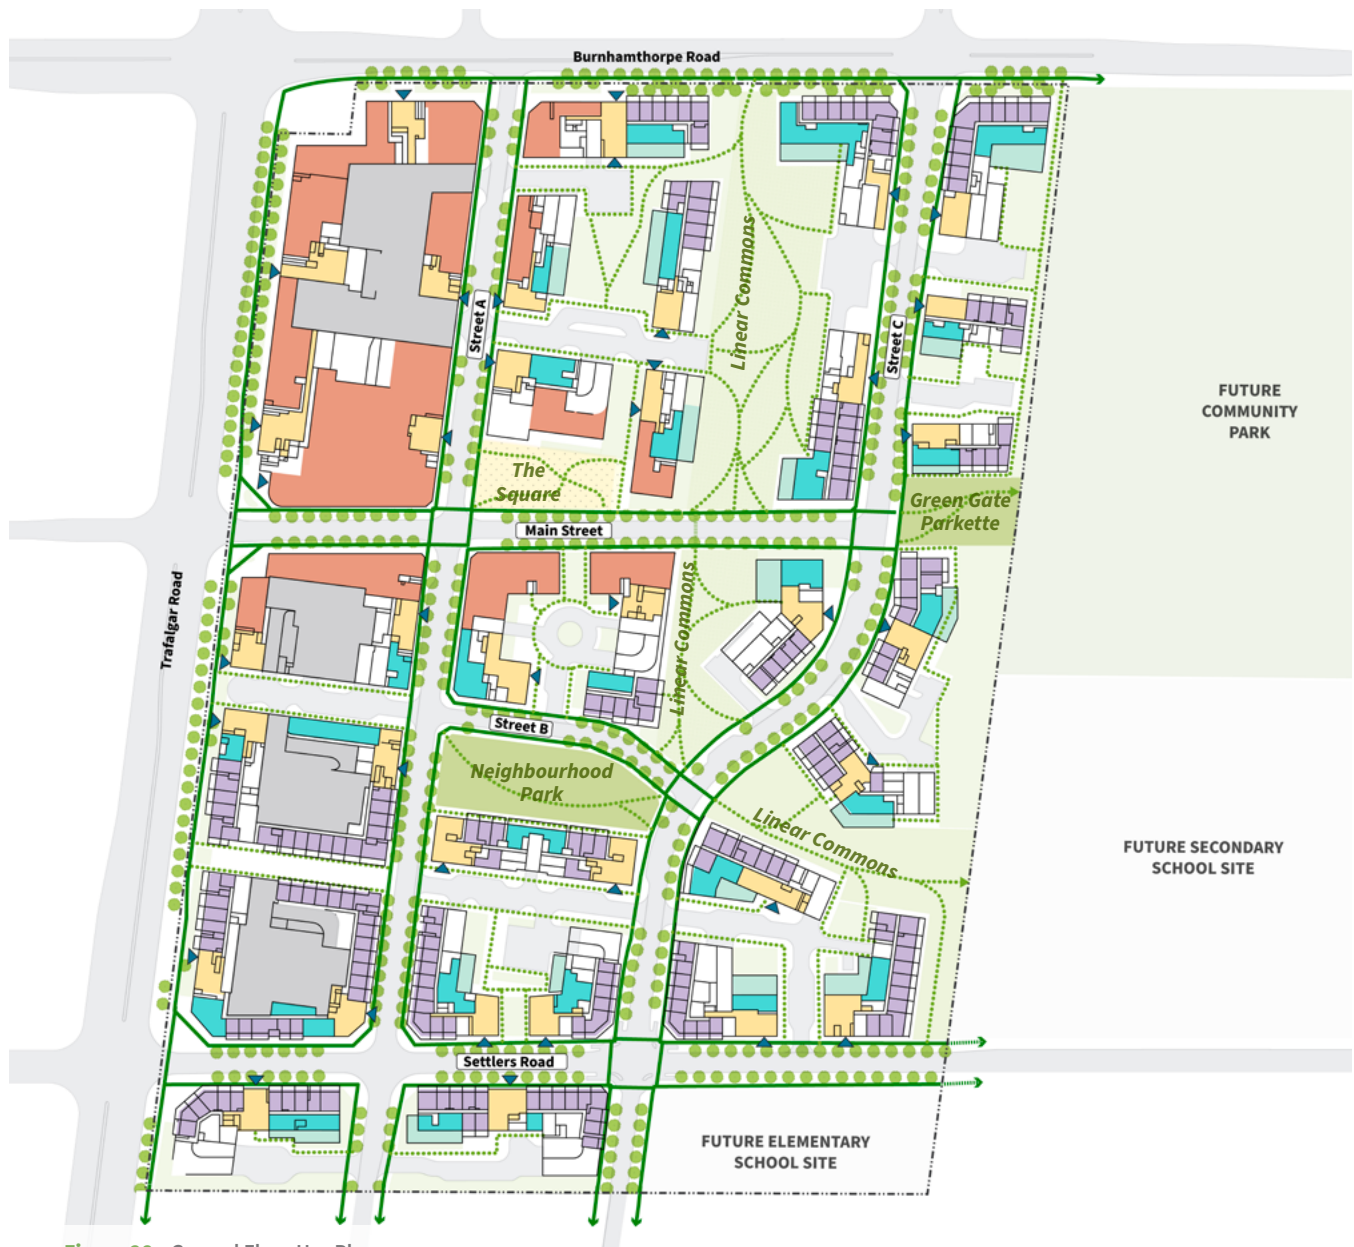 Burnhamthorpe Road
Linear Commons
Street A
Street C
FUTURE
COMMUNITY
PARK
The
Square
Green Gate
Parkette
Main Street
Trafalgar Road
Linear Commons
Street B
Neighbourhood
Park
Linear Commons
FUTURE SECONDARY
SCHOOL SITE
Settlers Road
FUTURE ELEMENTARY
SCHOOL SITE